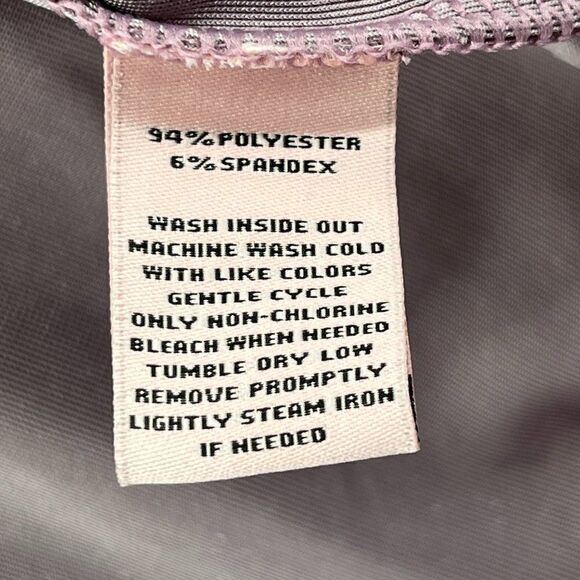 94% POLYESTER
6% SPANDEX
WASH INSIDE OUT
MACHINE WASH COLD
WITH LIKE COLORS
GENTLE CYCLE
ONLY NON-CHLORINE
BLEACH WHEN NEEDED
TUMBLE DRY LOW
REMOVE PROMPTLY
LIGHTLY STEAM IRON
IF NEEDED